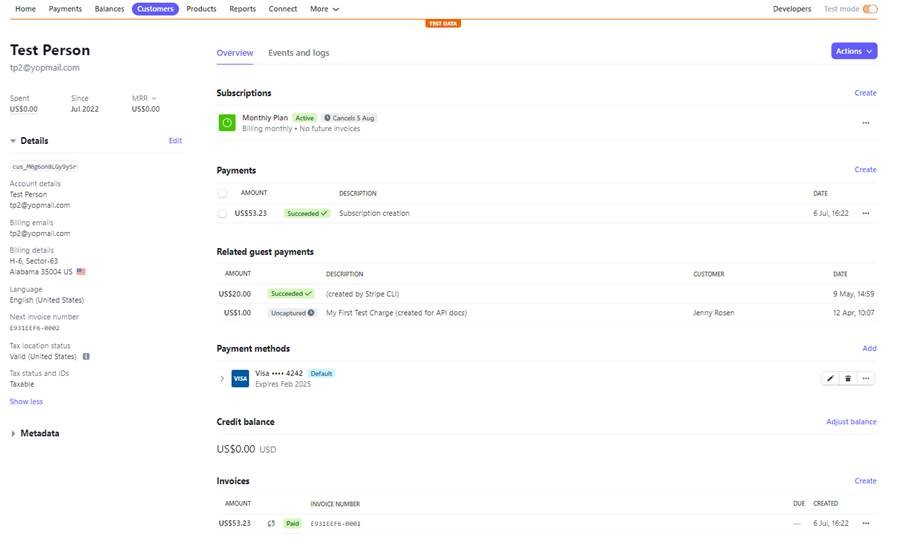 Home Payments Balances Customers Products Reports Connect More Developers Test mode
TEST DATA
Test Person
tp2@yopmail.com
Spent Since MRR
US$0.00 Jul 2022 US$0.00
Details Edit
Account details
Test Person
tp2@yopmail.com
Billing emails
tp2@yopmail.com
Billing details
H-6, Sector-63
Alabama 35004 US
Language
English (United States)
Next invoice number
E931EEF6-0002
Tax location status
Valid (United States)
Tax status and IDs
Taxable
Show less
Metadata
Overview Events and logs Actions
Subscriptions Create
Monthly Plan Active Cancels 5 Aug
Billing monthly • No future invoices
Payments Create
AMOUNT DESCRIPTION DATE
US$53.23 Succeeded Subscription creation 6 Jul, 16:22
Related guest payments
AMOUNT DESCRIPTION CUSTOMER DATE
US$20.00 Succeeded (created by Stripe CLI) 9 May, 14:59
US$1.00 Uncaptured My First Test Charge (created for API docs) Jenny Rosen 12 Apr, 10:07
Payment methods Add
VISA Visa •••• 4242 Default
Expires Feb 2025
Credit balance Adjust balance
US$0.00 USD
Invoices Create
AMOUNT INVOICE NUMBER DUE CREATED
US$53.23 Paid E931EEF6-0001 — 6 Jul, 16:22